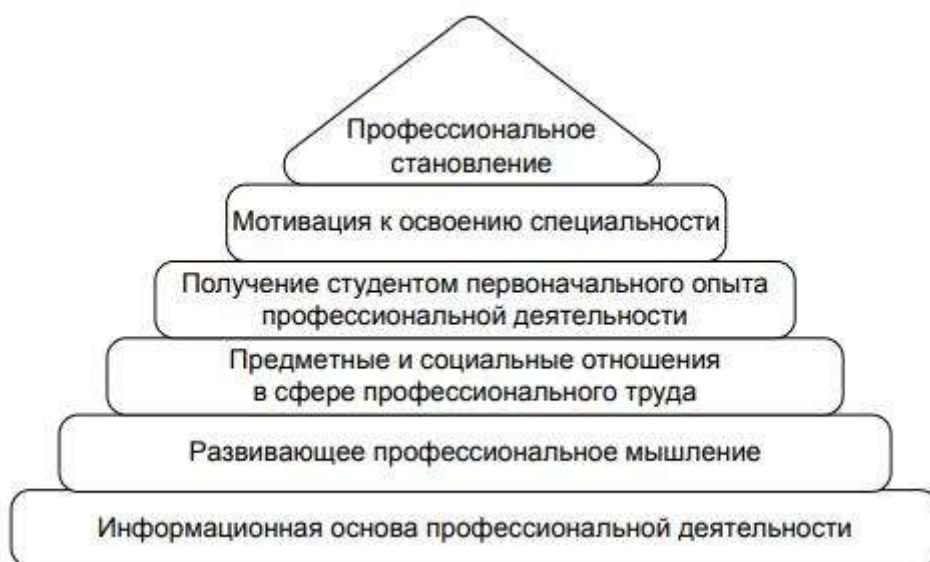 Профессиональное
становление
Мотивация к освоению специальности
Получение студентом первоначального опыта
профессиональной деятельности
Предметные и социальные отношения
в сфере профессионального труда
Развивающее профессиональное мышление
Информационная основа профессиональной деятельности